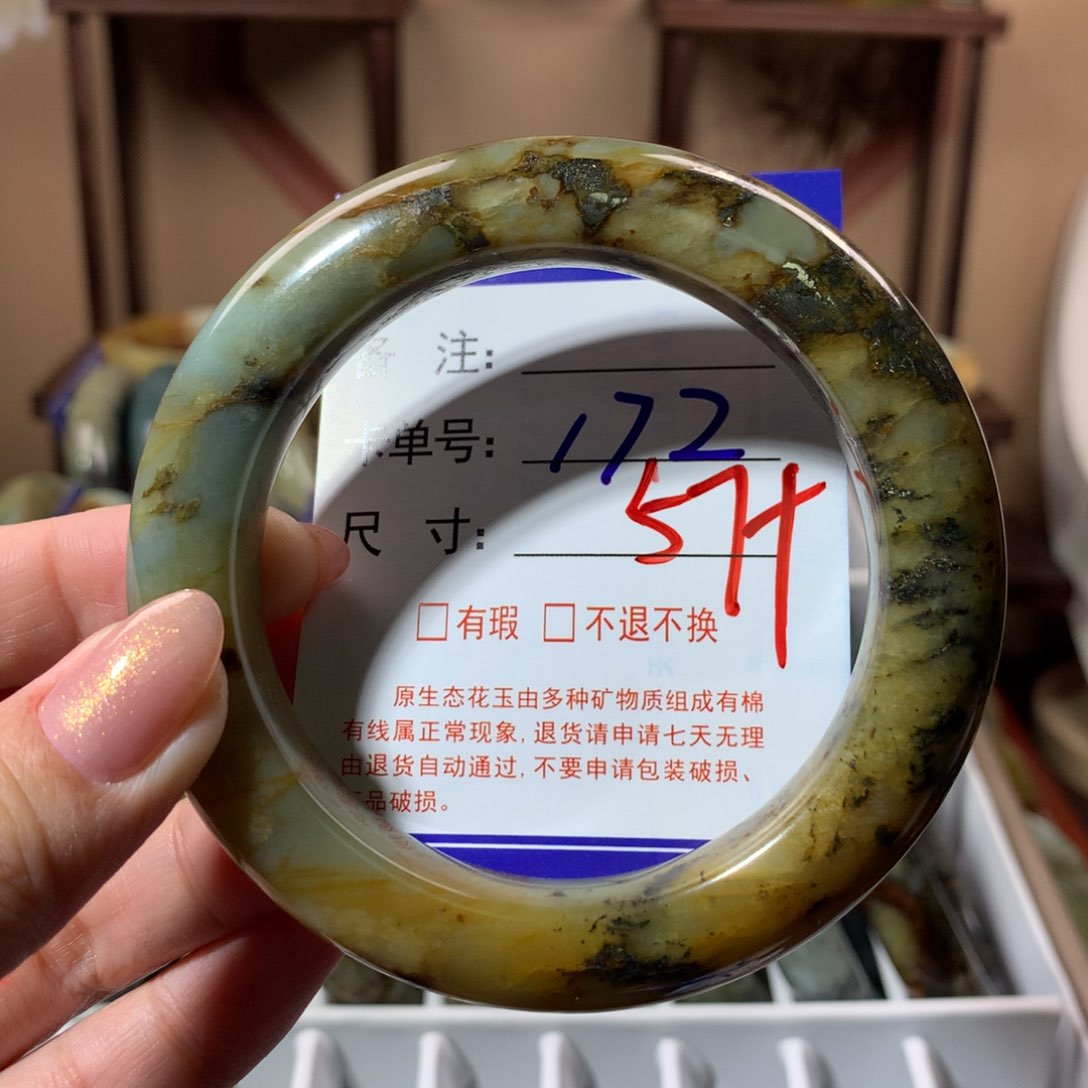 备 注:
卡单号: 172
尺 寸: 57+
□有瑕 □不退不换
原生态花玉由多种矿物质组成有棉
有线属正常现象,退货请申请七天无理
由退货自动通过,不要申请包装破损、
品破损。